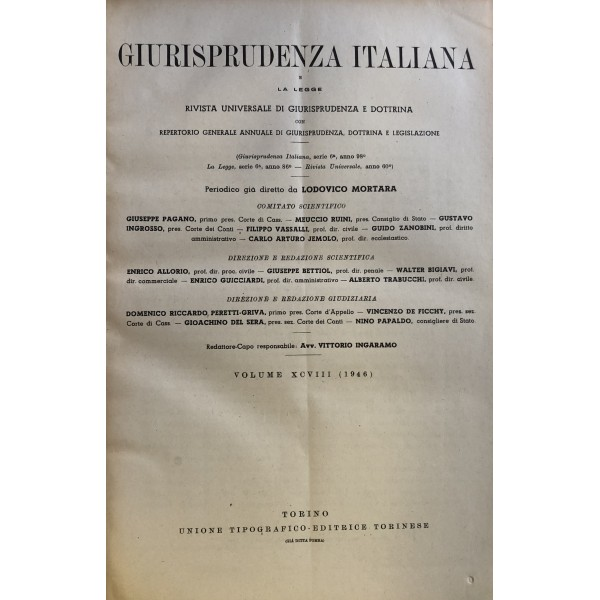 GIURISPRUDENZA ITALIANA
E
LA LEGGE
RIVISTA UNIVERSALE DI GIURISPRUDENZA E DOTTRINA
CON
REPERTORIO GENERALE ANNUALE DI GIURISPRUDENZA, DOTTRINA E LEGISLAZIONE
(Giurisprudenza Italiana, serie 6ª, anno 98º
La Legge, serie 6ª, anno 86º — Rivista Universale, anno 60º)
Periodico già diretto da LODOVICO MORTARA
COMITATO SCIENTIFICO
GIUSEPPE PAGANO, primo pres. Corte di Cass. — MEUCCIO RUINI, pres. Consiglio di Stato — GUSTAVO
INGROSSO, pres. Corte dei Conti — FILIPPO VASSALLI, prof. dir. civile — GUIDO ZANOBINI, prof. diritto
amministrativo — CARLO ARTURO JEMOLO, prof. dir. ecclesiastico.
DIREZIONE E REDAZIONE SCIENTIFICA
ENRICO ALLORIO, prof. dir. proc. civile — GIUSEPPE BETTIOL, prof. dir. penale — WALTER BIGIAVI, prof
dir. commerciale — ENRICO GUICCIARDI, prof. dir. amministrativo — ALBERTO TRABUCCHI, prof. dir. civile.
DIREZIONE E REDAZIONE GIUDIZIARIA
DOMENICO RICCARDO PERETTI-GRIVA, primo pres. Corte d'Appello — VINCENZO DE FICCHY, pres. sez.
Corte di Cass. — GIOACHINO DEL SERA, pres. sez. Corte dei Conti — NINO PAPALDO, consigliere di Stato.
Redattore-Capo responsabile: Avv. VITTORIO INGARAMO
VOLUME XCVIII (1946)
TORINO
UNIONE TIPOGRAFICO-EDITRICE TORINESE
(GIÀ DITTA POMBA)